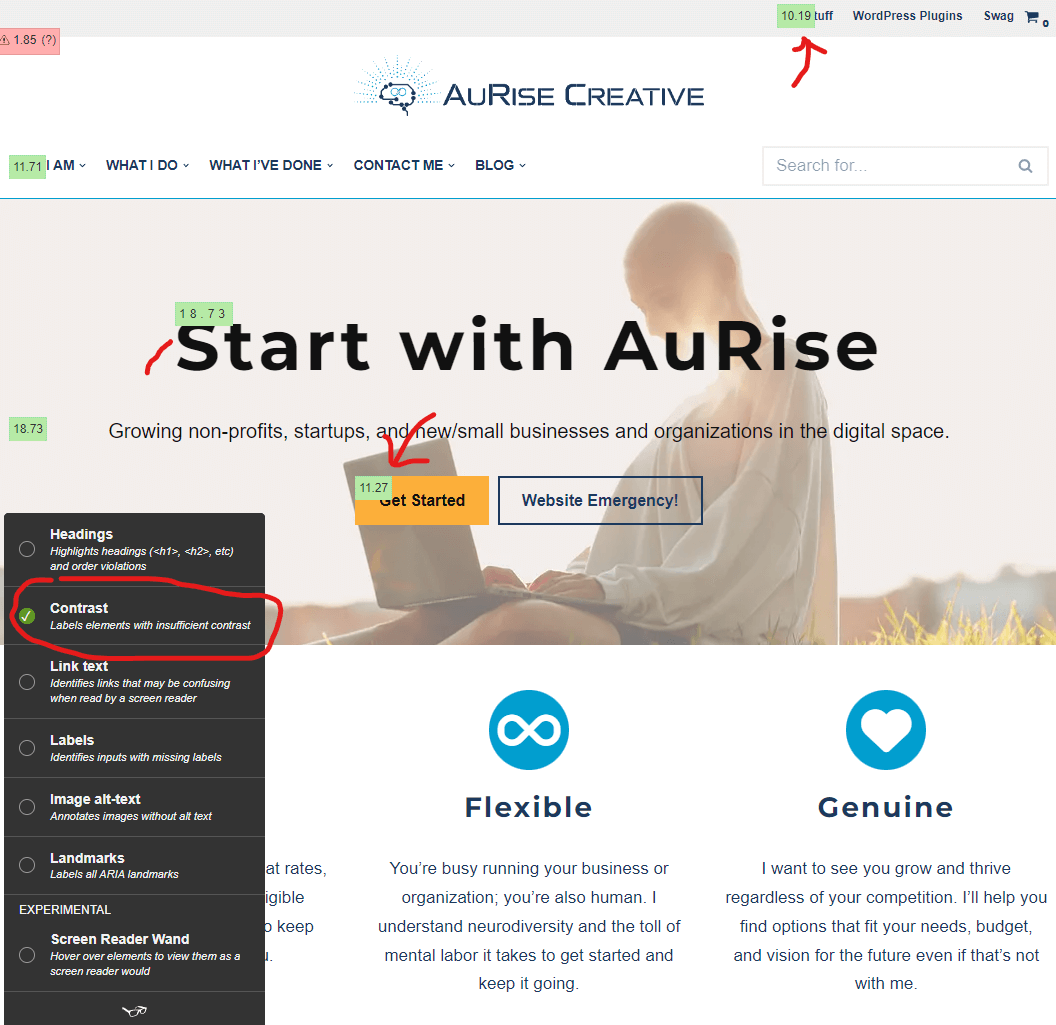 10.19 tuff WordPress Plugins Swag 0
1.85 (?)
AURISE CREATIVE
11.71 I AM WHAT I DO WHAT I'VE DONE CONTACT ME BLOG
Search for...
18.73
Start with AuRise
18.73
Growing non-profits, startups, and new/small businesses and organizations in the digital space.
11.27
Get Started Website Emergency!
Headings
Highlights headings (<h1>, <h2>, etc)
and order violations
Contrast
Labels elements with insufficient contrast
Link text
Identifies links that may be confusing
when read by a screen reader
Labels
Identifies inputs with missing labels
Image alt-text
Annotates images without alt text
Landmarks
Labels all ARIA landmarks
EXPERIMENTAL
Screen Reader Wand
Hover over elements to view them as a
screen reader would
at rates,
igible
o keep
u.
Flexible
You're busy running your business or
organization; you're also human. I
understand neurodiversity and the toll of
mental labor it takes to get started and
keep it going.
Genuine
I want to see you grow and thrive
regardless of your competition. I'll help you
find options that fit your needs, budget,
and vision for the future even if that's not
with me.